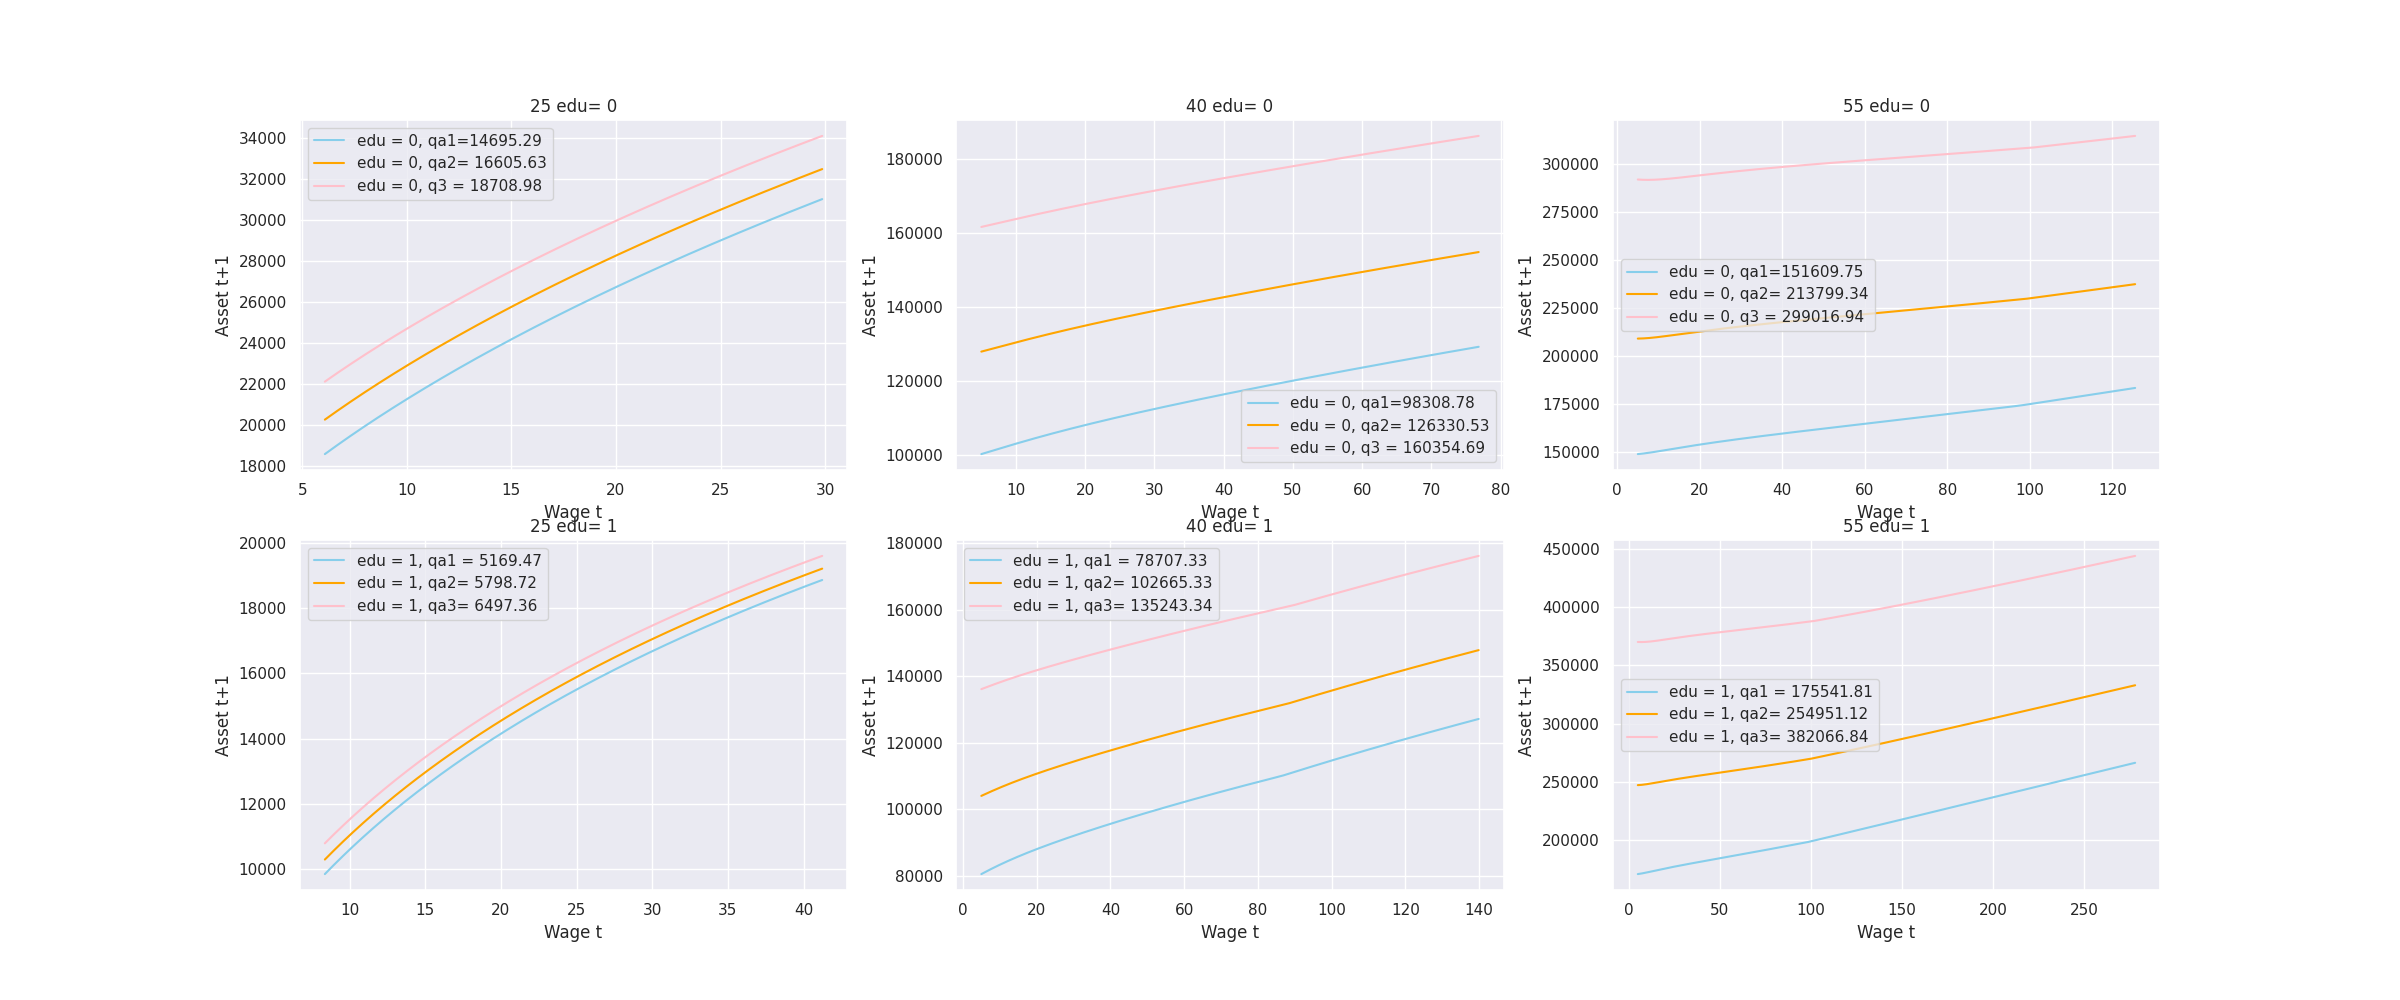 25 edu= 0
Asset t+1
34000
32000
30000
28000
26000
24000
22000
20000
18000
edu = 0, qa1=14695.29
edu = 0, qa2= 16605.63
edu = 0, q3 = 18708.98
5 10 15 20 25 30
Wage t
40 edu= 0
Asset t+1
180000
160000
140000
120000
100000
edu = 0, qa1=98308.78
edu = 0, qa2= 126330.53
edu = 0, q3 = 160354.69
10 20 30 40 50 60 70 80
Wage t
55 edu= 0
Asset t+1
300000
275000
250000
225000
200000
175000
150000
edu = 0, qa1=151609.75
edu = 0, qa2= 213799.34
edu = 0, q3 = 299016.94
0 20 40 60 80 100 120
Wage t
25 edu= 1
Asset t+1
20000
18000
16000
14000
12000
10000
edu = 1, qa1 = 5169.47
edu = 1, qa2= 5798.72
edu = 1, qa3= 6497.36
10 15 20 25 30 35 40
Wage t
40 edu= 1
Asset t+1
180000
160000
140000
120000
100000
80000
edu = 1, qa1 = 78707.33
edu = 1, qa2= 102665.33
edu = 1, qa3= 135243.34
0 20 40 60 80 100 120 140
Wage t
55 edu= 1
Asset t+1
450000
400000
350000
300000
250000
200000
edu = 1, qa1 = 175541.81
edu = 1, qa2= 254951.12
edu = 1, qa3= 382066.84
0 50 100 150 200 250
Wage t